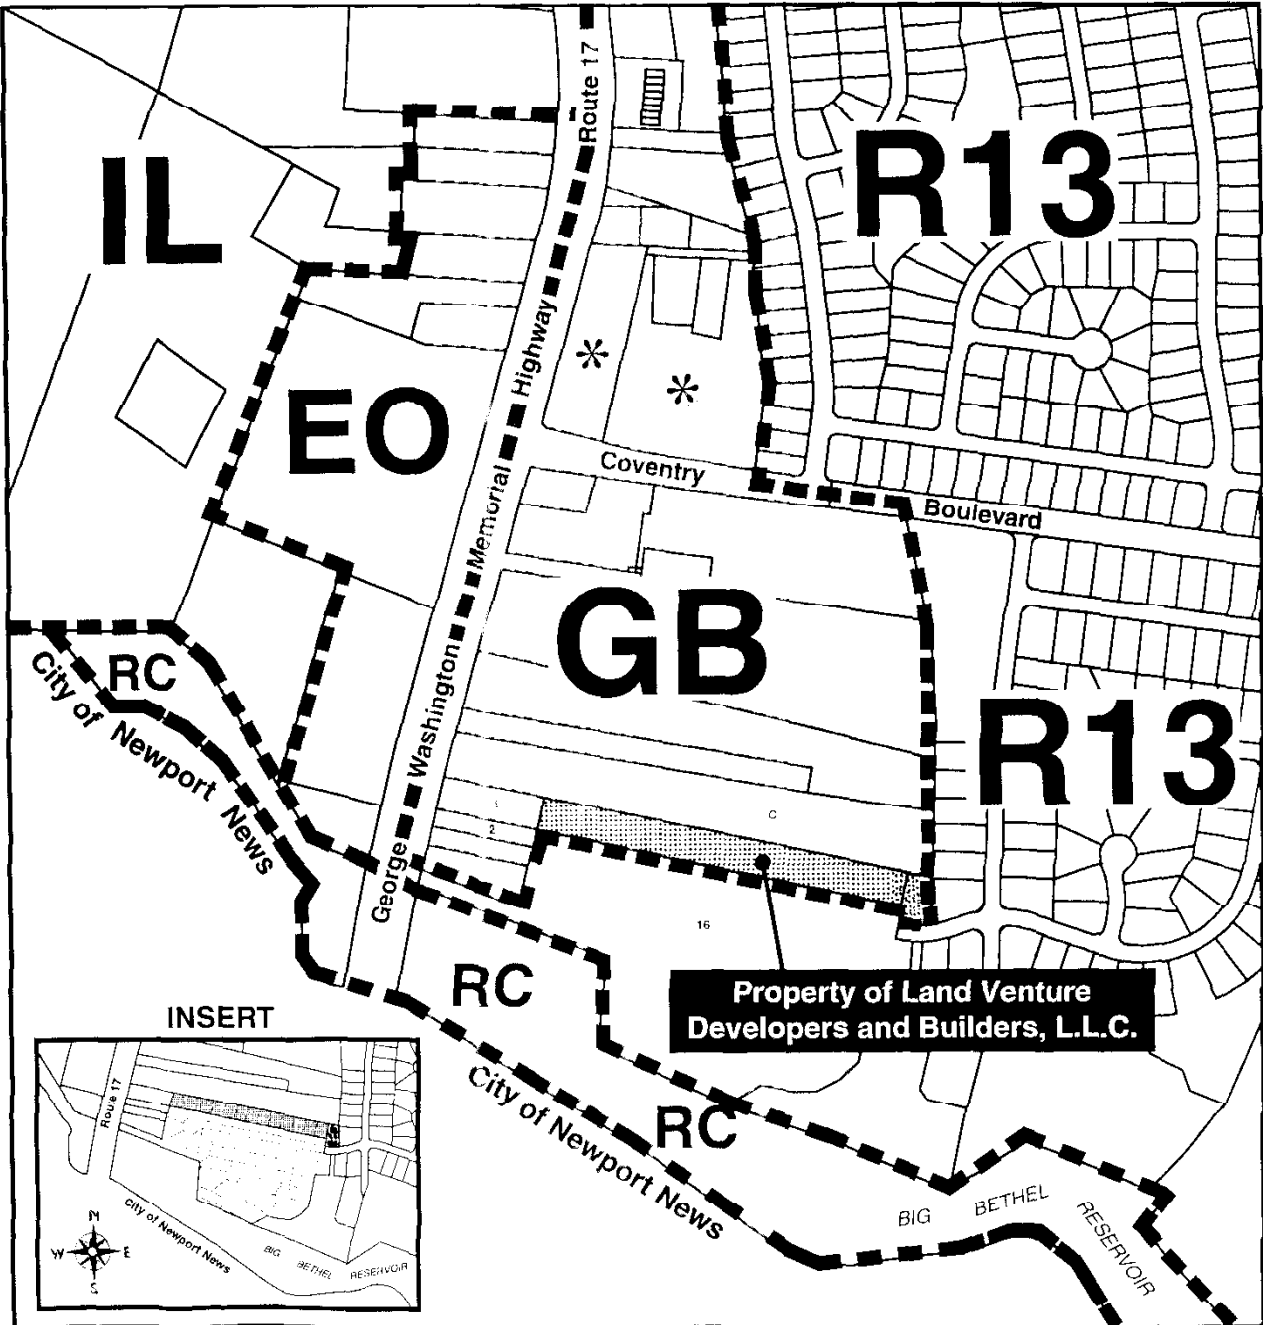 Route 17
R13
IL
Highway
*
*
EO
Coventry
Boulevard
Memorial
GB
RC
City of Newport News
Washington
R13
C
2
George
16
RC
Property of Land Venture
Developers and Builders, L.L.C.
INSERT
City of Newport News
RC
BIG BETHEL RESERVOIR
Route 17
City of Newport News
BIG BETHEL RESERVOIR
N
W E
S